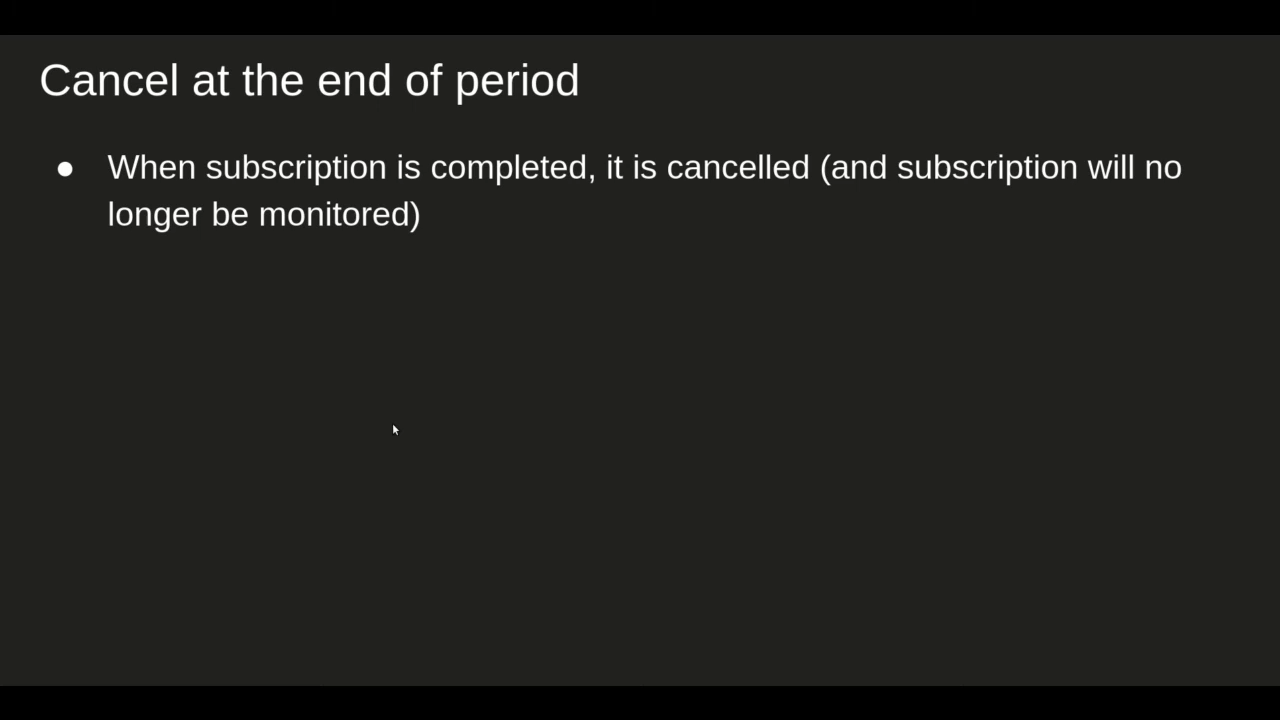 Cancel at the end of period
● When subscription is completed, it is cancelled (and subscription will no
longer be monitored)